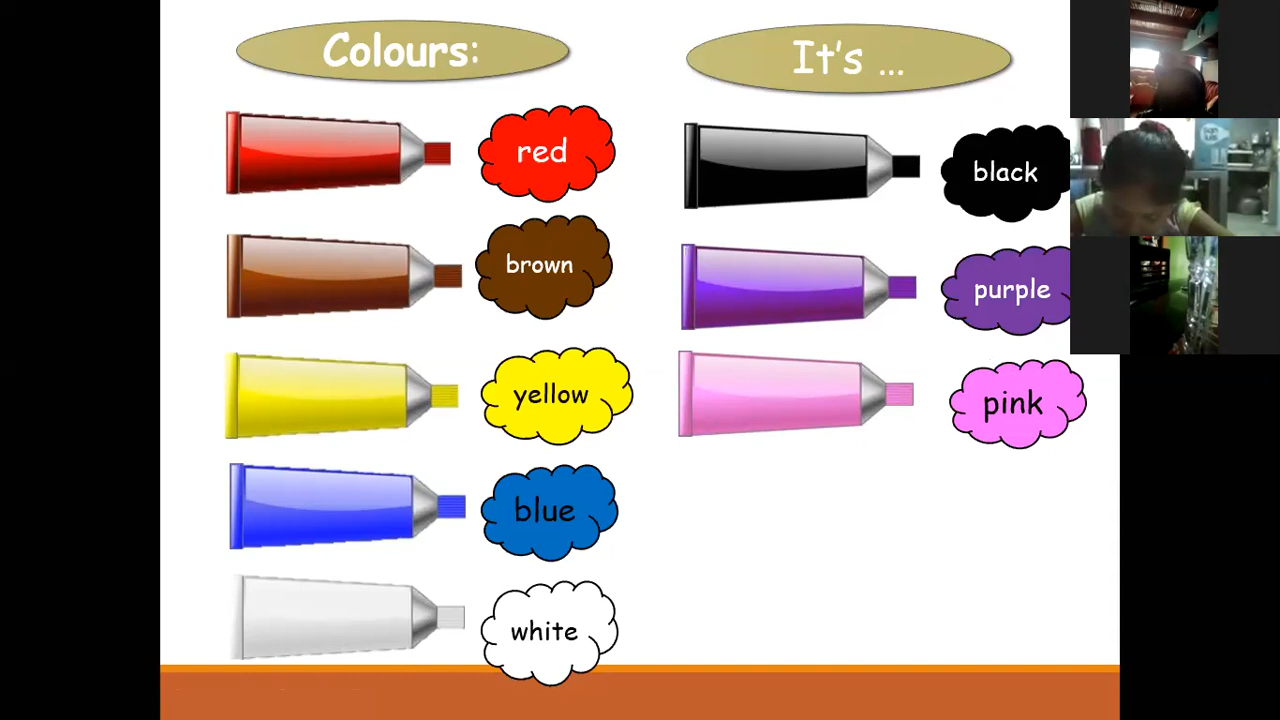 Colours:
red
brown
yellow
blue
white
It's ...
black
purple
pink